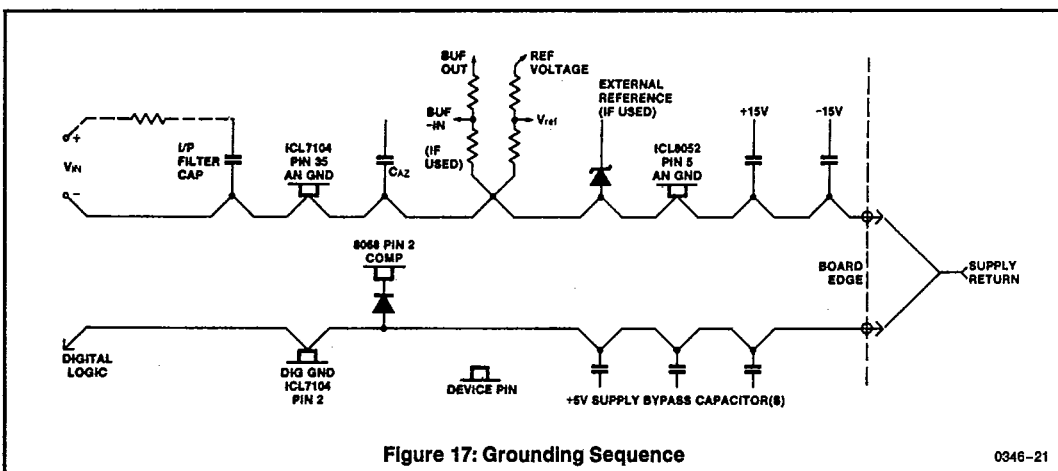 BUF
OUT
REF
VOLTAGE
EXTERNAL
REFERENCE
(IF USED)
+15V
-15V
+
VIN
-
I/P
FILTER
CAP
ICL7104
PIN 35
AN GND
CAZ
BUF
-IN
(IF
USED)
Vref
ICL8052
PIN 5
AN GND
8068 PIN 2
COMP
BOARD
EDGE
SUPPLY
RETURN
DIGITAL
LOGIC
DIG GND
ICL7104
PIN 2
DEVICE PIN
+5V SUPPLY BYPASS CAPACITOR(S)
Figure 17: Grounding Sequence
0346-21